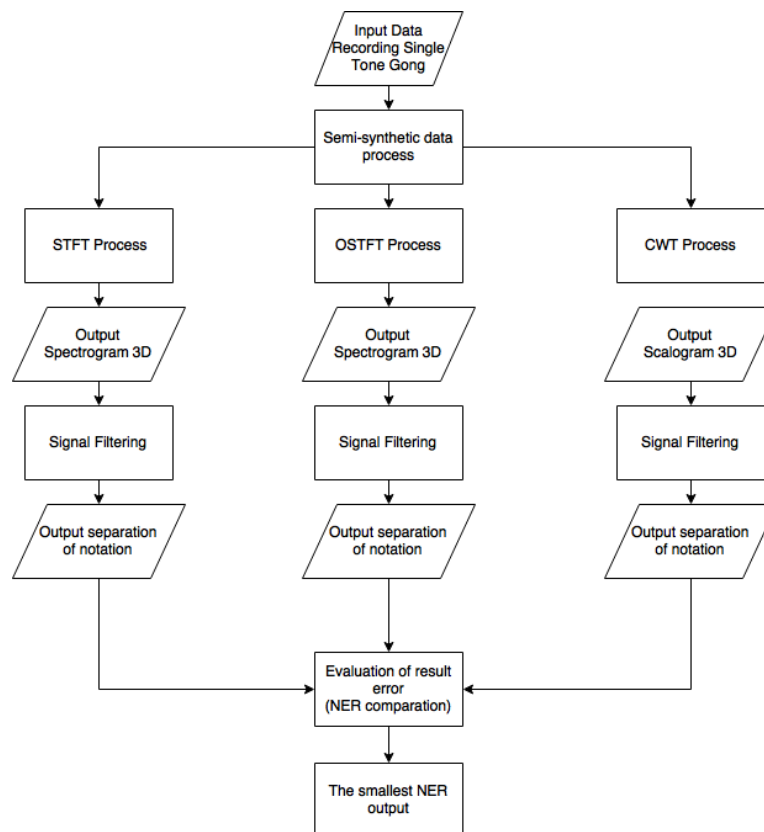 Input Data
Recording Single
Tone Gong
Semi-synthetic data
process
STFT Process
OSTFT Process
CWT Process
Output
Spectrogram 3D
Output
Spectrogram 3D
Output
Scalogram 3D
Signal Filtering
Signal Filtering
Signal Filtering
Output separation
of notation
Output separation
of notation
Output separation
of notation
Evaluation of result
error
(NER comparation)
The smallest NER
output